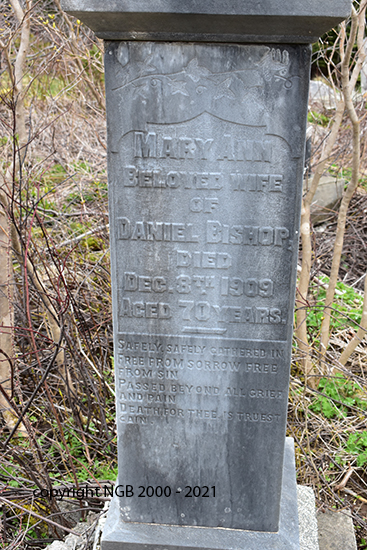 MARY ANN
BELOVED WIFE
OF
DANIEL BISHOP.
DIED
DEC. 8TH 1909
AGED 70 YEARS.
SAFELY, SAFELY GATHERED IN
FREE FROM SORROW, FREE
FROM SIN
PASSED BEYOND ALL GRIEF
AND PAIN
DEATH FOR THEE, IS TRUEST
GAIN.
copyright NGB 2000 - 2021